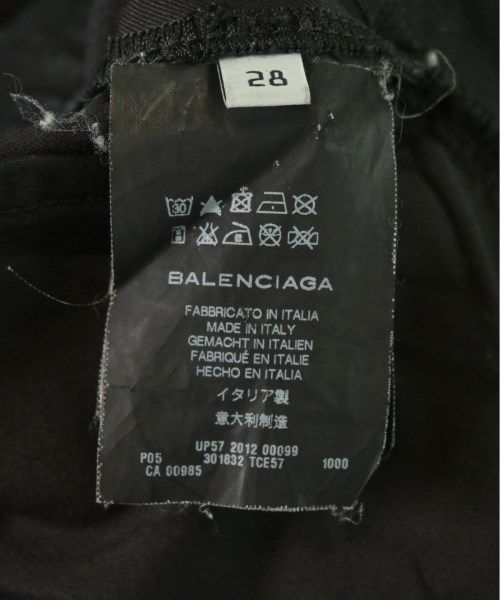 28
30
BALENCIAGA
FABBRICATO IN ITALIA
MADE IN ITALY
GEMACHT IN ITALIEN
FABRIQUÉ EN ITALIE
HECHO EN ITALIA
イタリア製
意大利制造
UP57 2012 00099
P05 301832 TCE57 1000
CA 00985